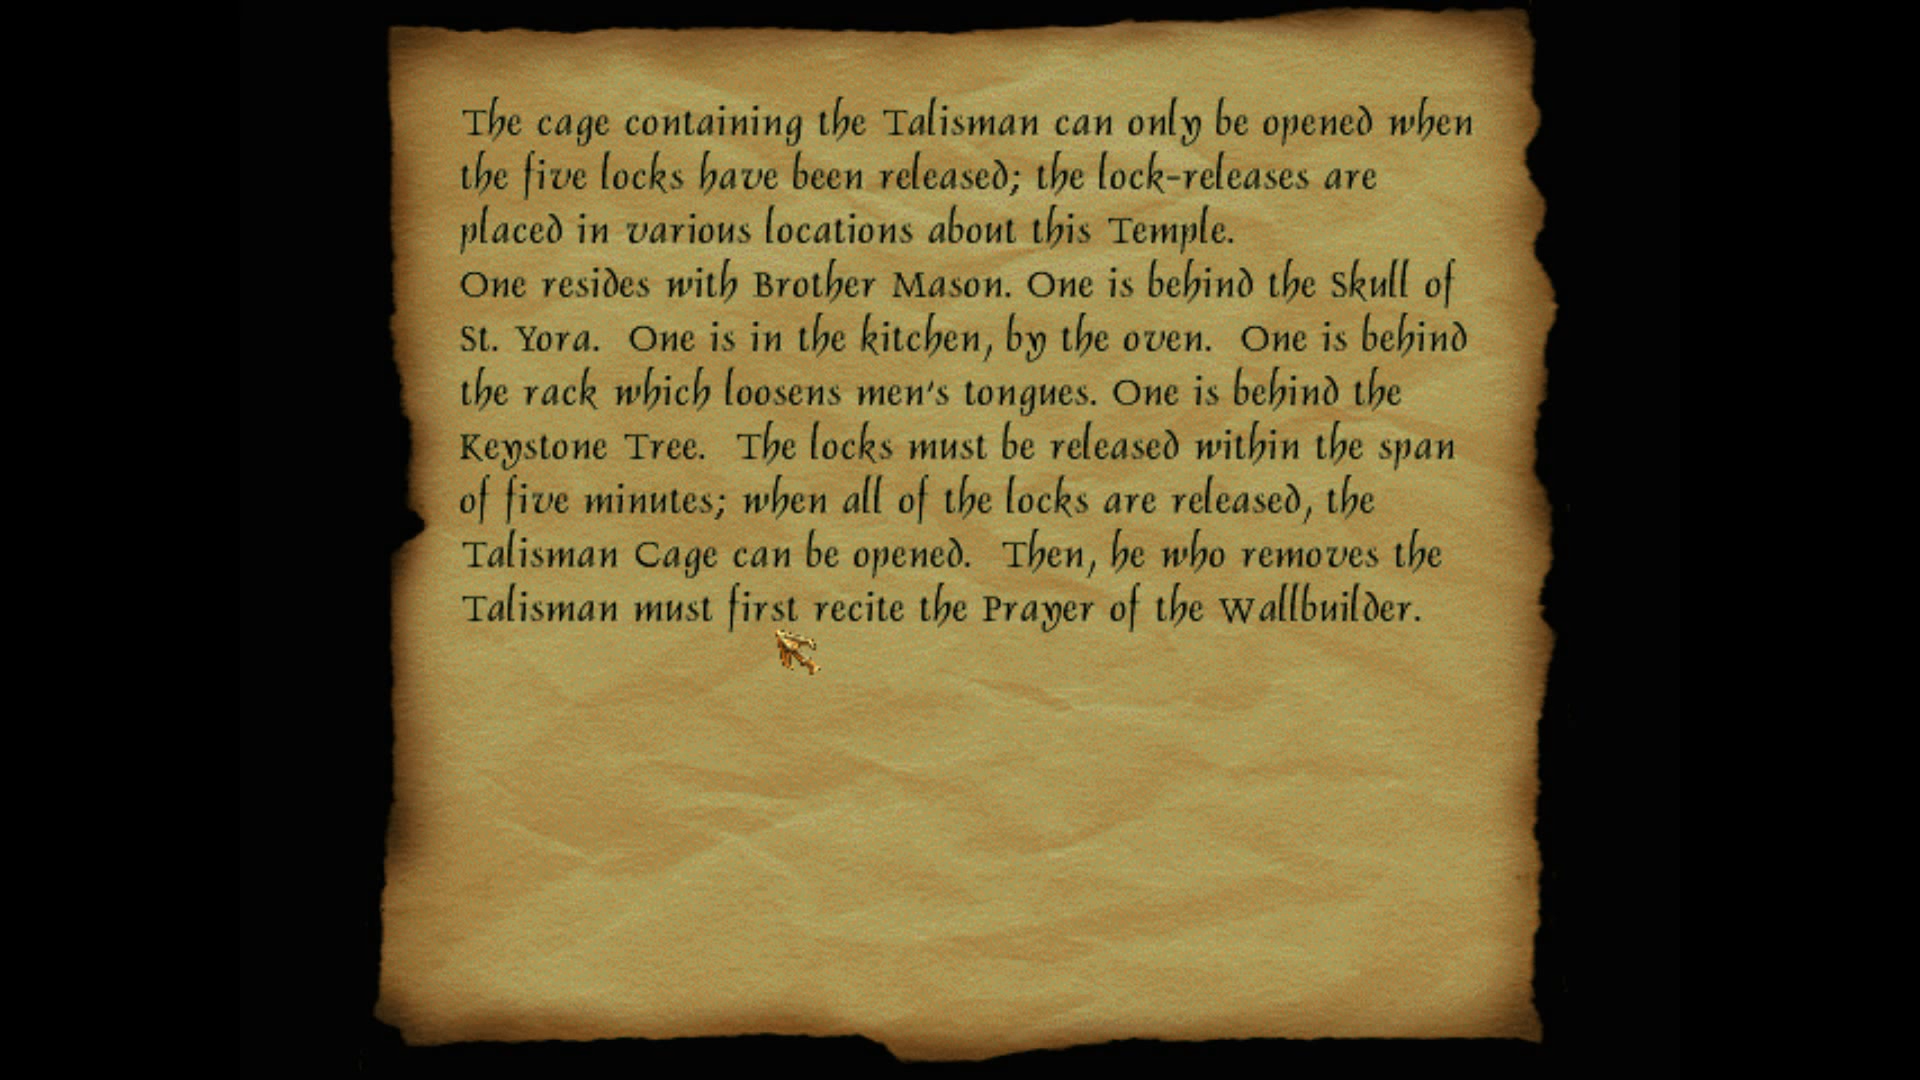 The cage containing the Talisman can only be opened when
the five locks have been released; the lock-releases are
placed in various locations about this Temple.
One resides with Brother Mason. One is behind the Skull of
St. Yora.  One is in the kitchen, by the oven.  One is behind
the rack which loosens men's tongues. One is behind the
Keystone Tree.  The locks must be released within the span
of five minutes; when all of the locks are released, the
Talisman Cage can be opened.  Then, he who removes the
Talisman must first recite the Prayer of the Wallbuilder.